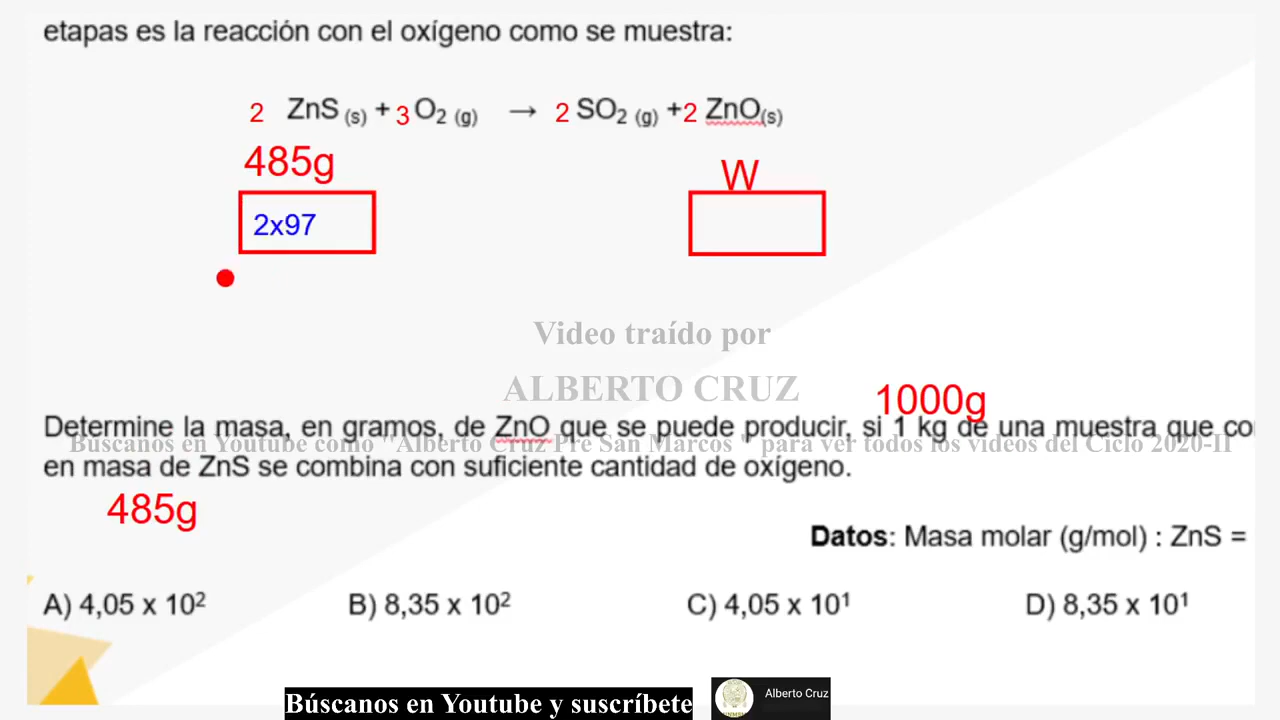 etapas es la reacción con el oxígeno como se muestra:
2 ZnS (s) + 3 O2 (g) → 2 SO2 (g) +2 ZnO(s)
485g
W
2x97
Video traído por
ALBERTO CRUZ
1000g
Determine la masa, en gramos, de ZnO que se puede producir, si 1 kg de una muestra que co
Búscanos en Youtube como "Alberto Cruz Pre San Marcos " para ver todos los videos del Ciclo 2020-II
en masa de ZnS se combina con suficiente cantidad de oxígeno.
485g
Datos: Masa molar (g/mol) : ZnS =
A) 4,05 x 10² B) 8,35 x 10² C) 4,05 x 10¹ D) 8,35 x 10¹
Búscanos en Youtube y suscríbete
Alberto Cruz